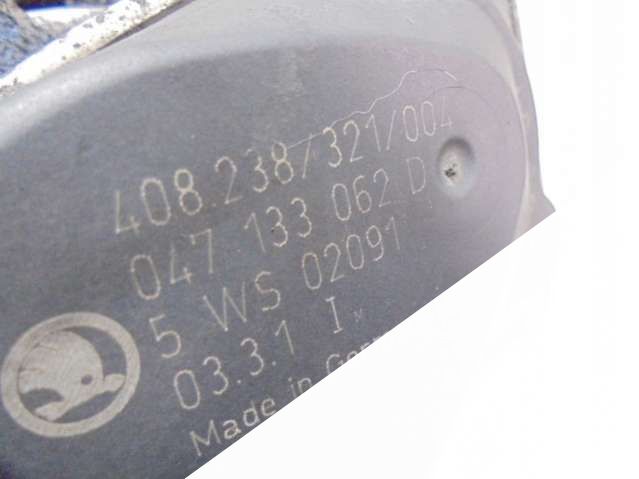 408.238/321/004
047 133 062 D
5 WS 02091
03.3.1 I
Made in